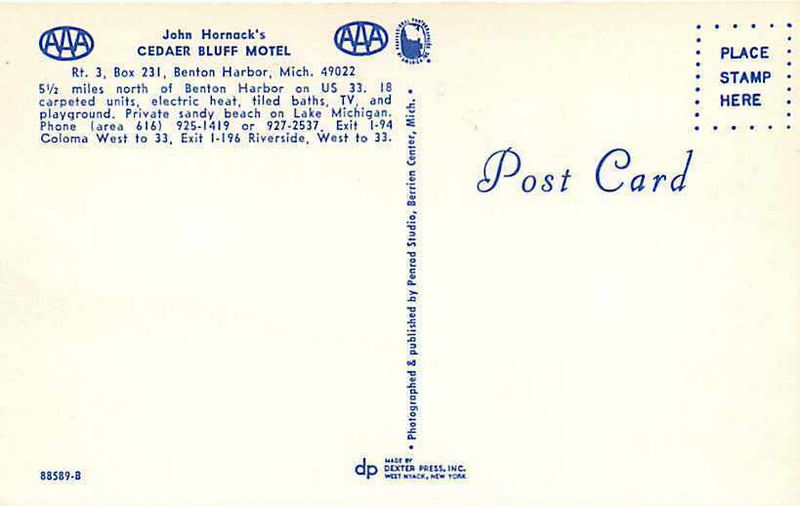 AAA
John Hornack's
CEDAER BLUFF MOTEL
AAA
Rt. 3, Box 231, Benton Harbor, Mich. 49022
5½ miles north of Benton Harbor on US 33. 18
carpeted units, electric heat, tiled baths, TV, and
playground. Private sandy beach on Lake Michigan.
Phone (area 616) 925-1419 or 927-2537, Exit I-94
Coloma West to 33, Exit I-196 Riverside, West to 33.
• Photographed & published by Penrod Studio, Berrien Center, Mich. •
PLACE
STAMP
HERE
Post Card
88589-B
dp
MADE BY
DEXTER PRESS, INC.
WEST NYACK, NEW YORK